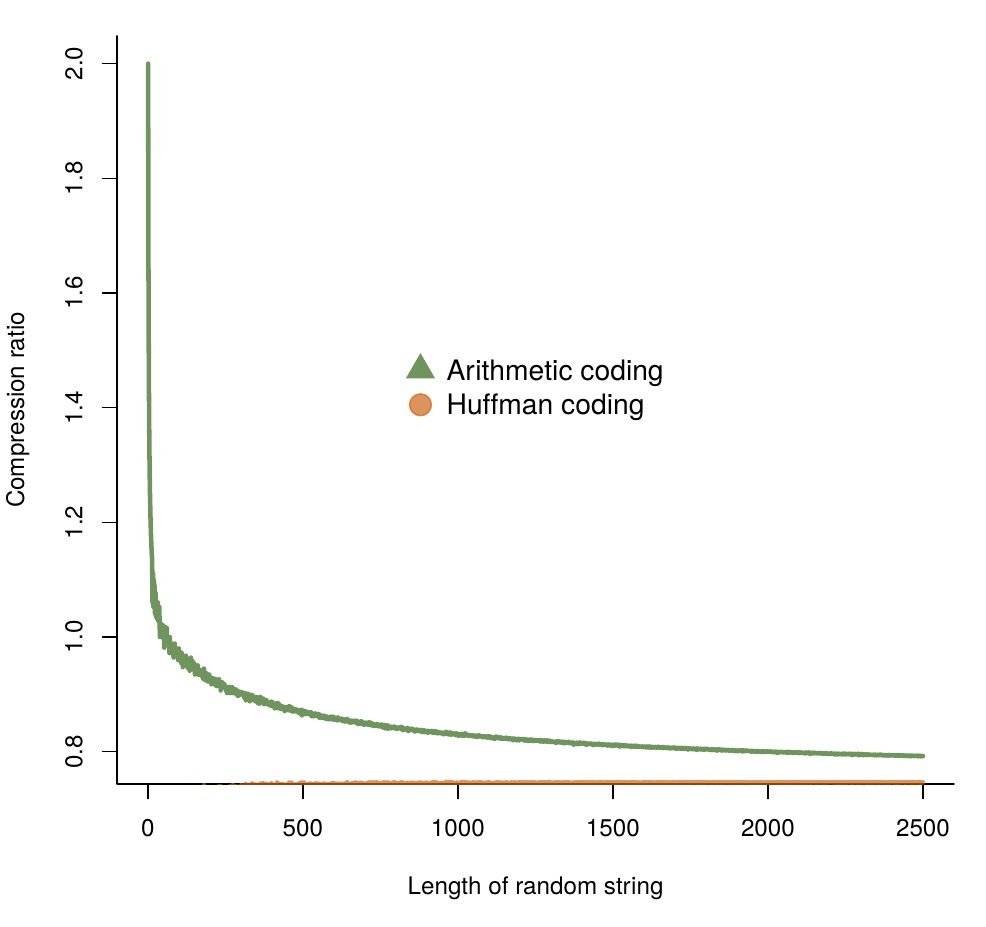 Compression ratio
2.0
1.8
1.6
1.4
1.2
1.0
0.8
Arithmetic coding
Huffman coding
0 500 1000 1500 2000 2500
Length of random string